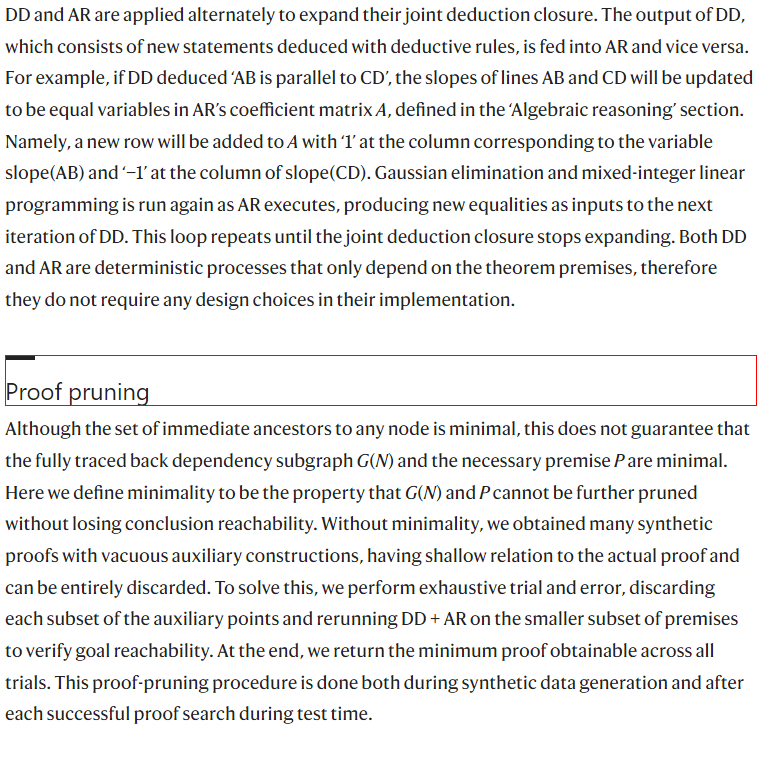 DD and AR are applied alternately to expand their joint deduction closure. The output of DD,
which consists of new statements deduced with deductive rules, is fed into AR and vice versa.
For example, if DD deduced ‘AB is parallel to CD’, the slopes of lines AB and CD will be updated
to be equal variables in AR’s coefficient matrix A, defined in the ‘Algebraic reasoning’ section.
Namely, a new row will be added to A with ‘1’ at the column corresponding to the variable
slope(AB) and ‘−1’ at the column of slope(CD). Gaussian elimination and mixed-integer linear
programming is run again as AR executes, producing new equalities as inputs to the next
iteration of DD. This loop repeats until the joint deduction closure stops expanding. Both DD
and AR are deterministic processes that only depend on the theorem premises, therefore
they do not require any design choices in their implementation.
Proof pruning
Although the set of immediate ancestors to any node is minimal, this does not guarantee that
the fully traced back dependency subgraph G(N) and the necessary premise P are minimal.
Here we define minimality to be the property that G(N) and P cannot be further pruned
without losing conclusion reachability. Without minimality, we obtained many synthetic
proofs with vacuous auxiliary constructions, having shallow relation to the actual proof and
can be entirely discarded. To solve this, we perform exhaustive trial and error, discarding
each subset of the auxiliary points and rerunning DD + AR on the smaller subset of premises
to verify goal reachability. At the end, we return the minimum proof obtainable across all
trials. This proof-pruning procedure is done both during synthetic data generation and after
each successful proof search during test time.